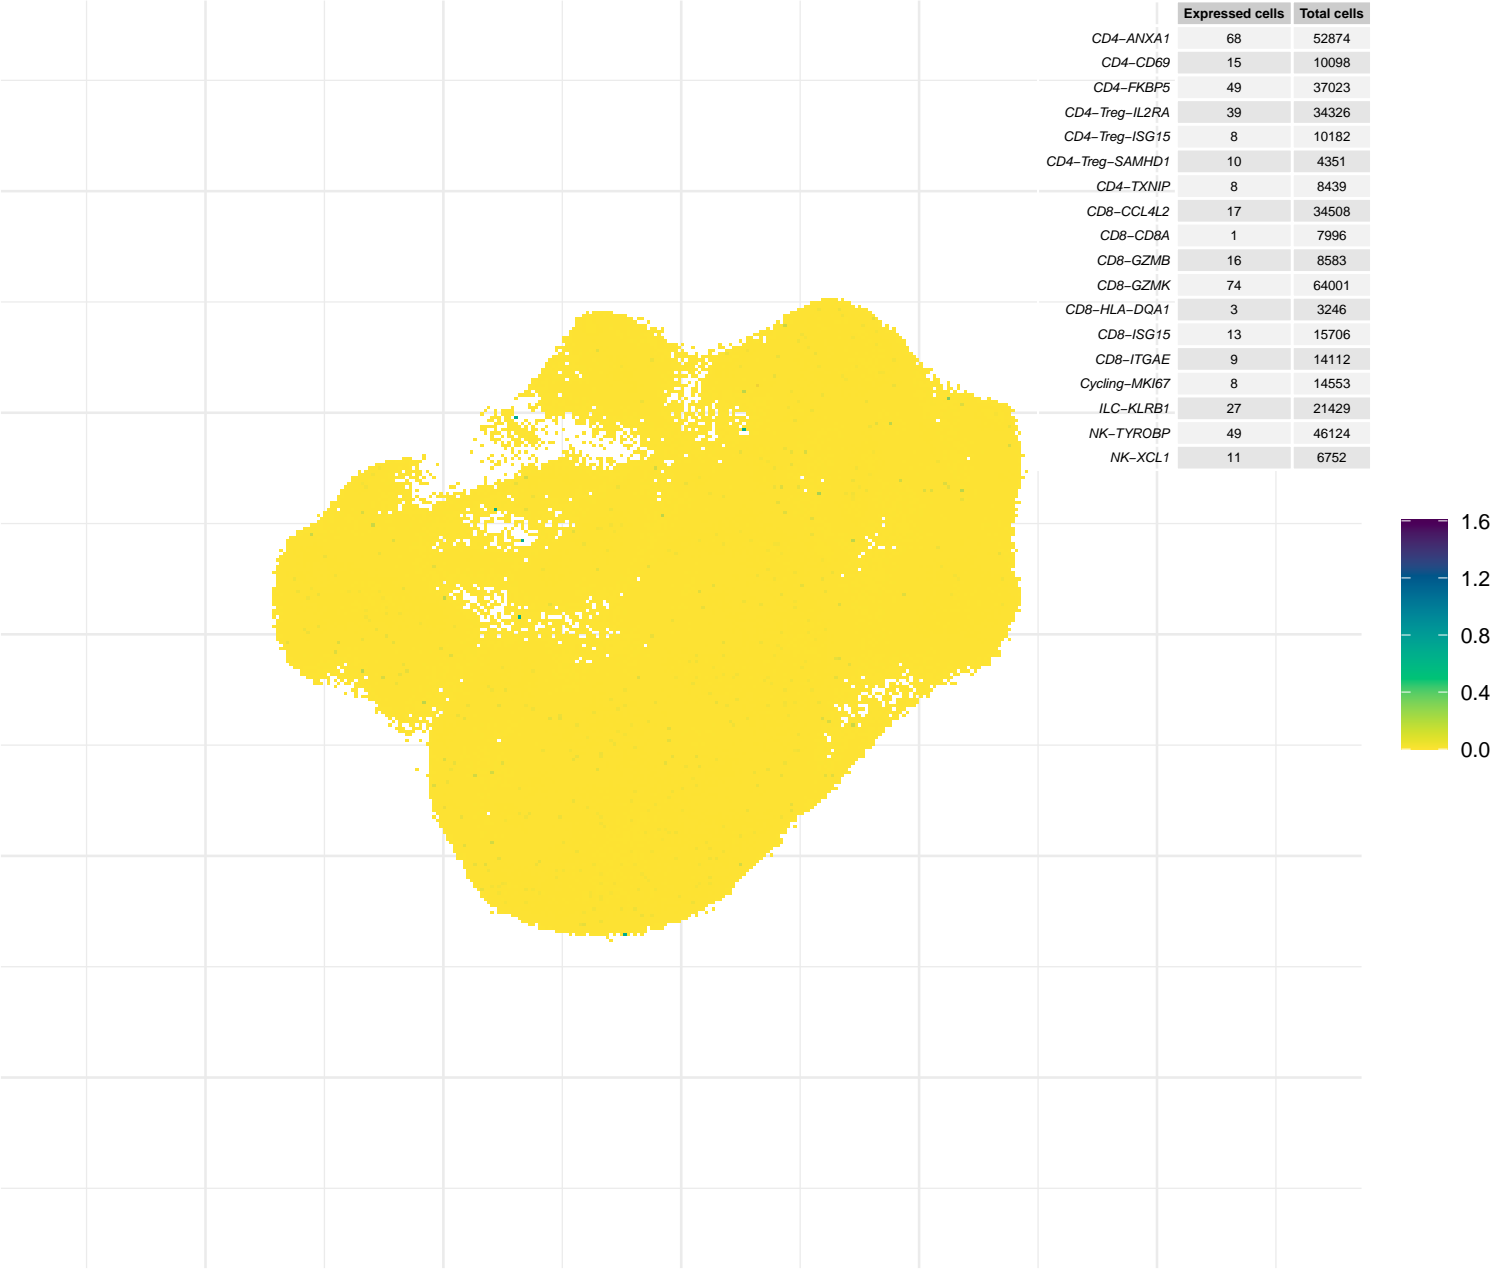 Expressed cells Total cells
CD4−ANXA1 68 52874
CD4−CD69 15 10098
CD4−FKBP5 49 37023
CD4−Treg−IL2RA 39 34326
CD4−Treg−ISG15 8 10182
CD4−Treg−SAMHD1 10 4351
CD4−TXNIP 8 8439
CD8−CCL4L2 17 34508
CD8−CD8A 1 7996
CD8−GZMB 16 8583
CD8−GZMK 74 64001
CD8−HLA−DQA1 3 3246
CD8−ISG15 13 15706
CD8−ITGAE 9 14112
Cycling−MKI67 8 14553
ILC−KLRB1 27 21429
NK−TYROBP 49 46124
NK−XCL1 11 6752
1.6
1.2
0.8
0.4
0.0